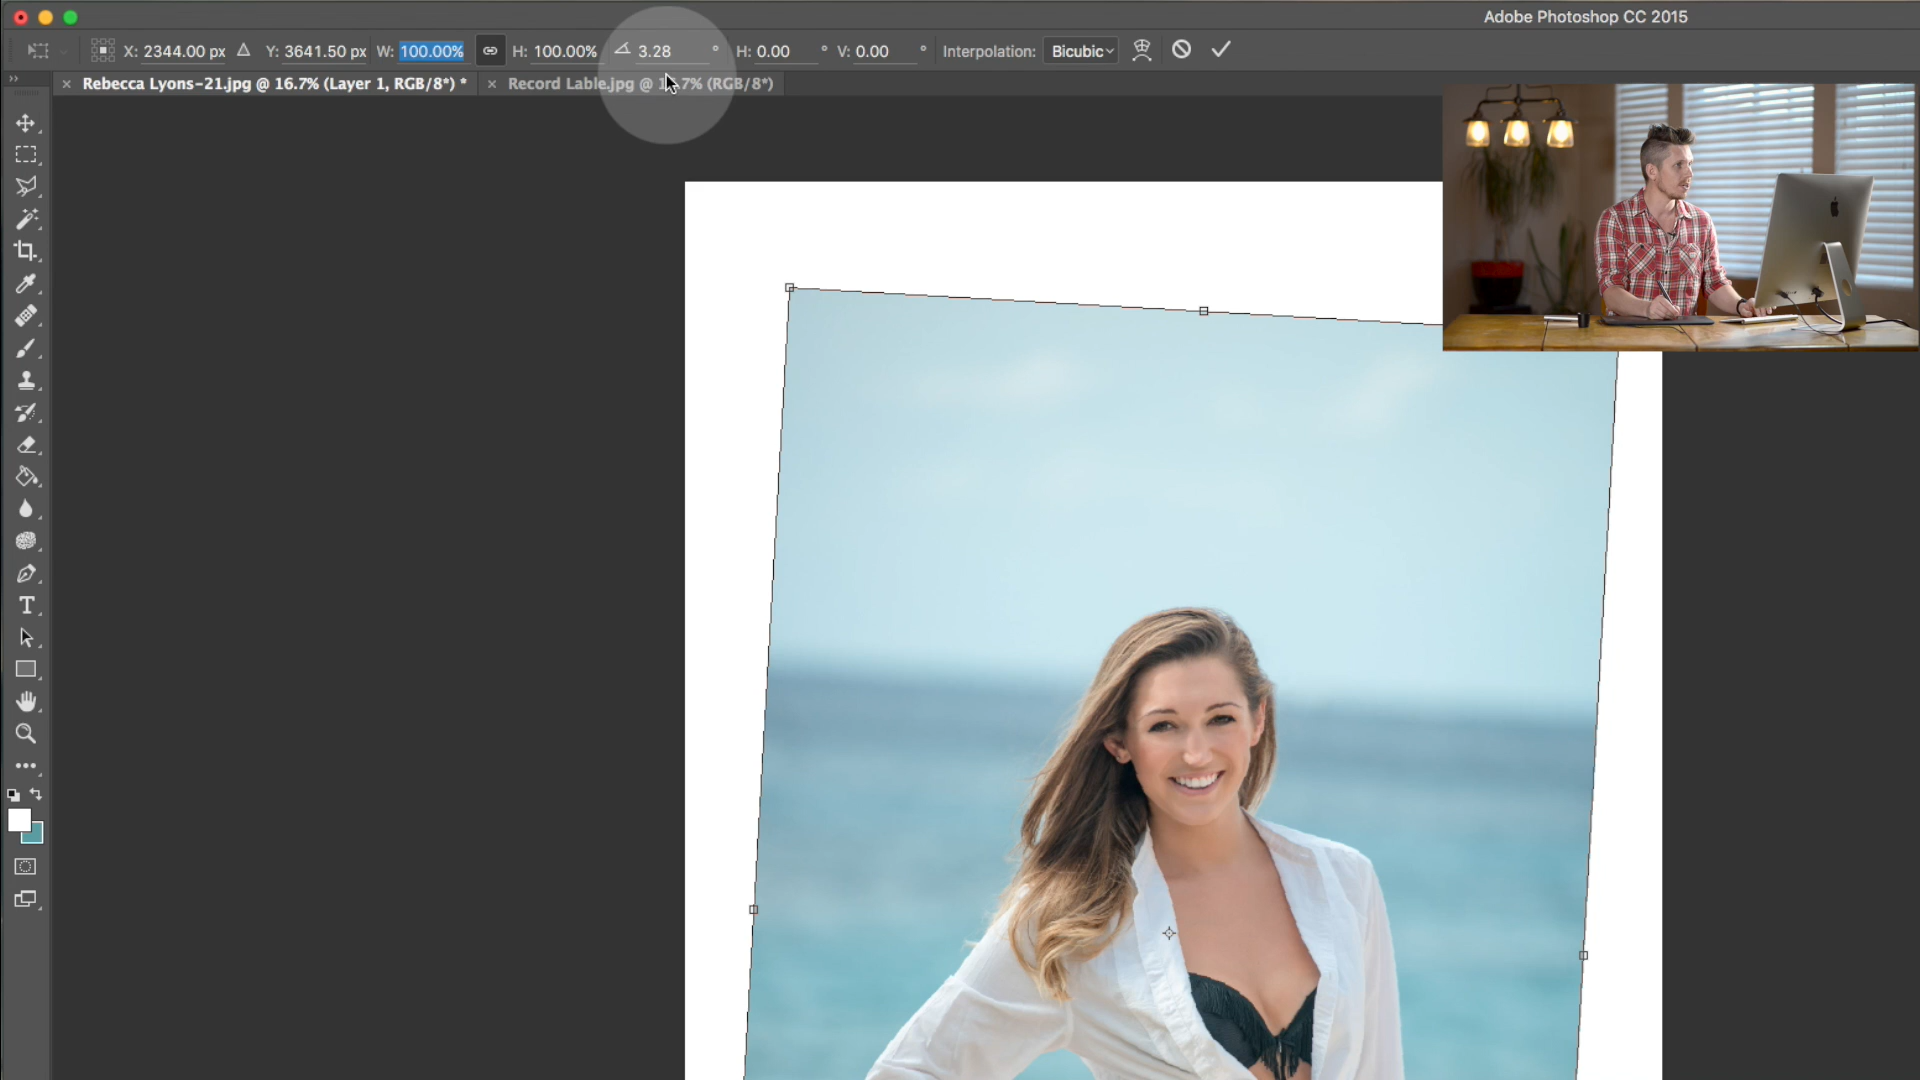 Adobe Photoshop CC 2015
X: 2344.00 px Y: 3641.50 px W: 100.00% H: 100.00% 3.28 ° H: 0.00 ° V: 0.00 ° Interpolation: Bicubic
× Rebecca Lyons-21.jpg @ 16.7% (Layer 1, RGB/8*) * × Record Lable.jpg @ 16.7% (RGB/8*)